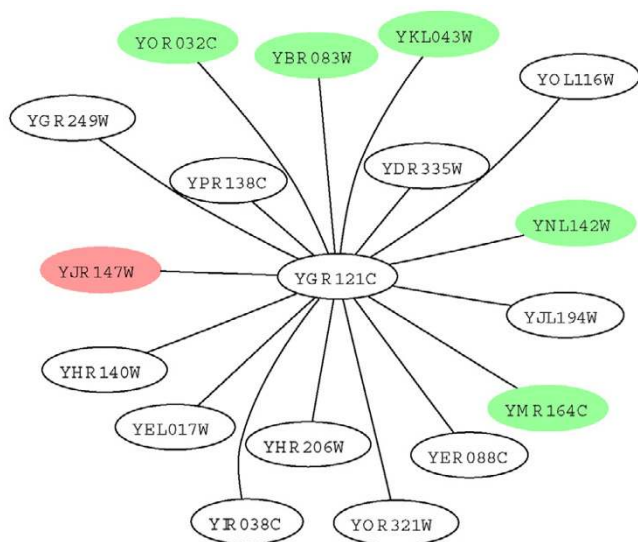 YOR032C
YBR083W
YKL043W
YOL116W
YGR249W
YPR138C
YDR335W
YNL142W
YJR147W
YGR121C
YJL194W
YHR140W
YMR164C
YEL017W
YHR206W
YER088C
YIR038C
YOR321W